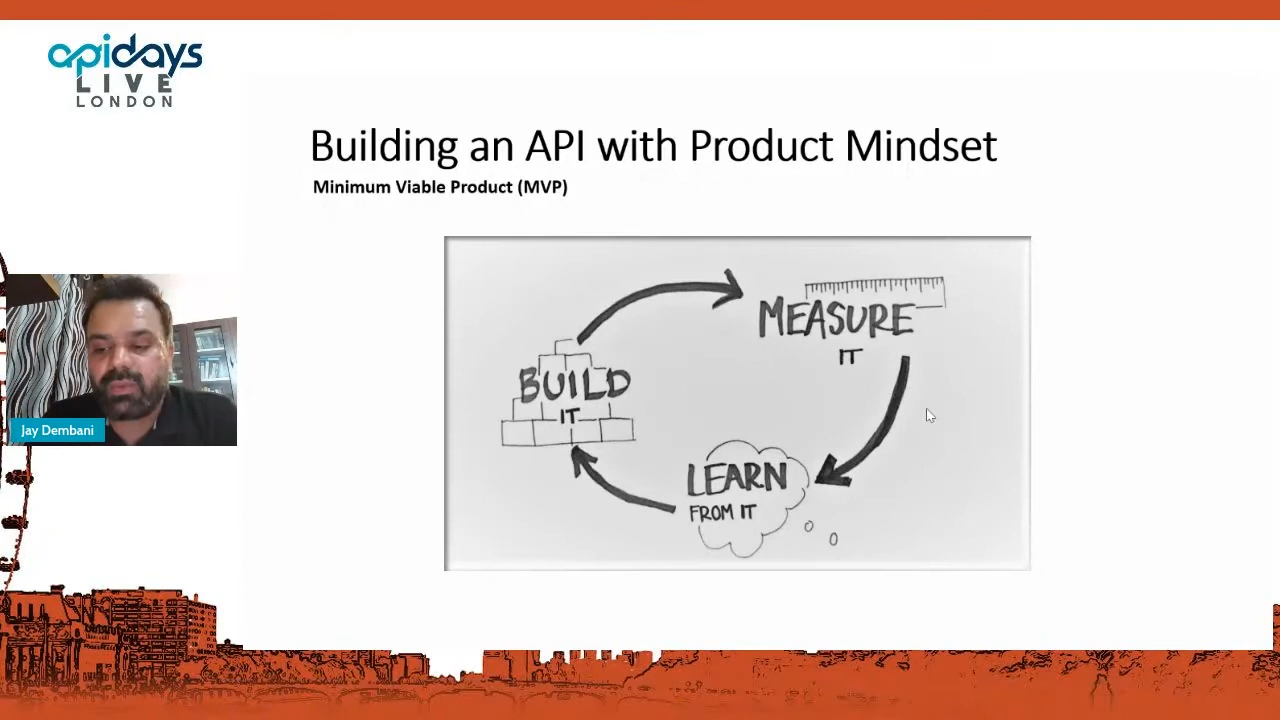 apidays
LIVE
LONDON
Building an API with Product Mindset
Minimum Viable Product (MVP)
MEASURE
IT
BUILD
IT
LEARN
FROM IT
Jay Dembani